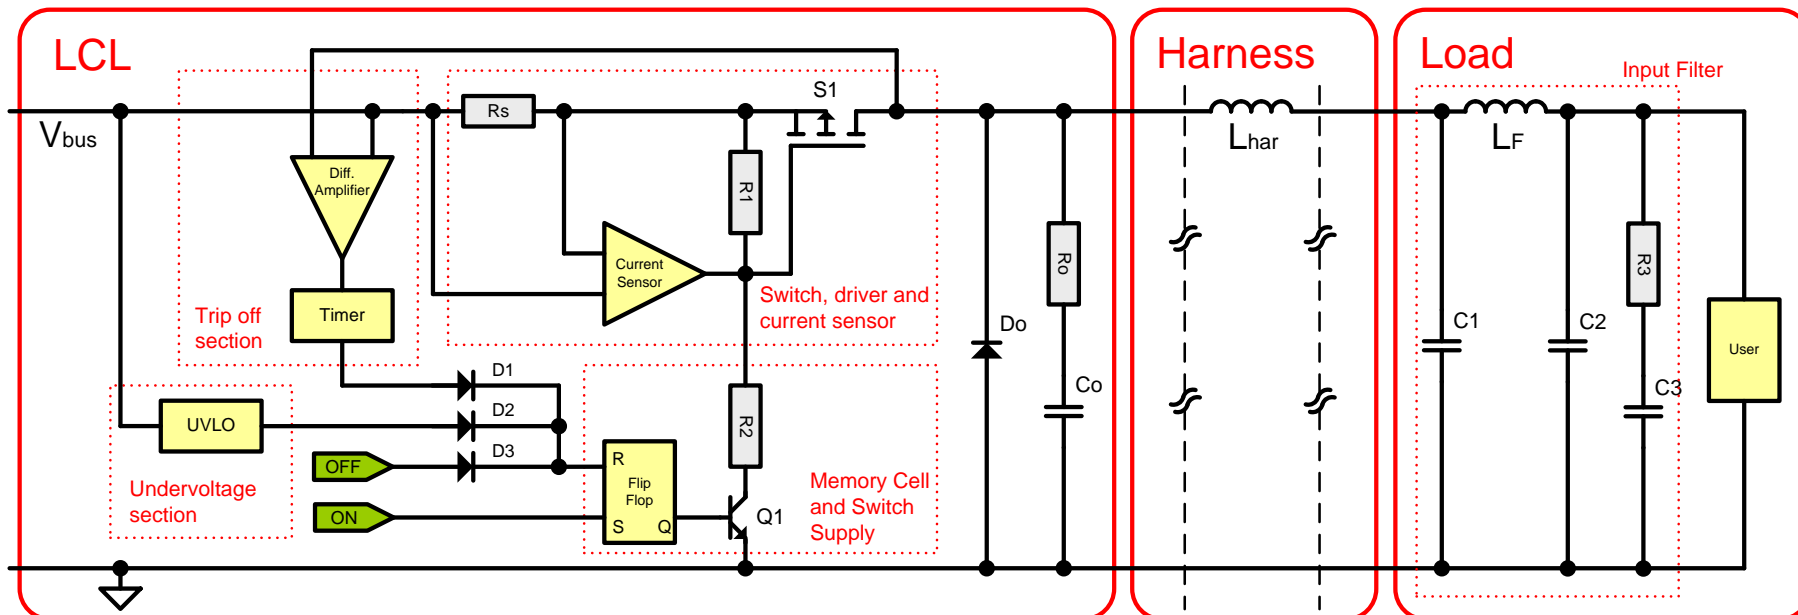 LCL
Harness
Load
Input Filter
S1
Rs
Vbus
Lhar
LF
Diff.
Amplifier
R1
Current
Sensor
Ro
R3
Switch, driver and
current sensor
Trip off
section
Timer
Do
C1
C2
User
D1
Co
C3
D2
UVLO
R2
D3
OFF
R
Flip
Flop
S
Q
Undervoltage
section
ON
Memory Cell
and Switch
Supply
Q1